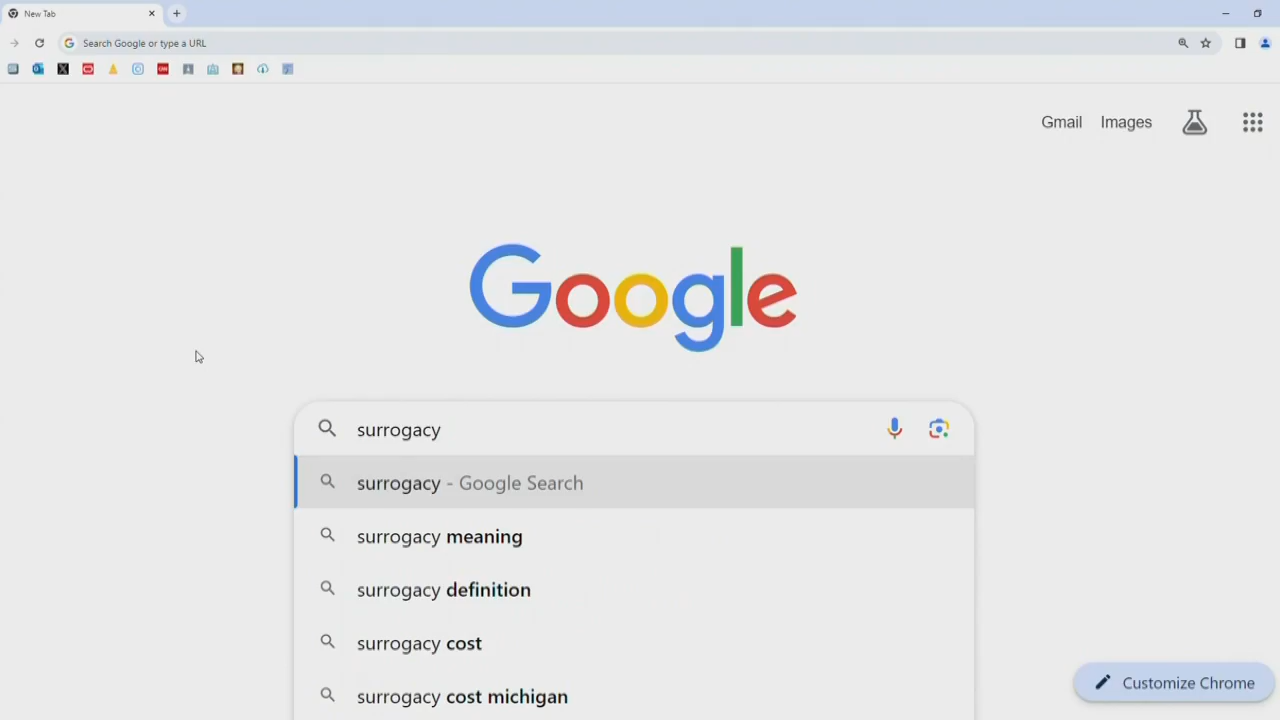 New Tab
Search Google or type a URL
Gmail Images
Google
surrogacy
surrogacy - Google Search
surrogacy meaning
surrogacy definition
surrogacy cost
surrogacy cost michigan
Customize Chrome